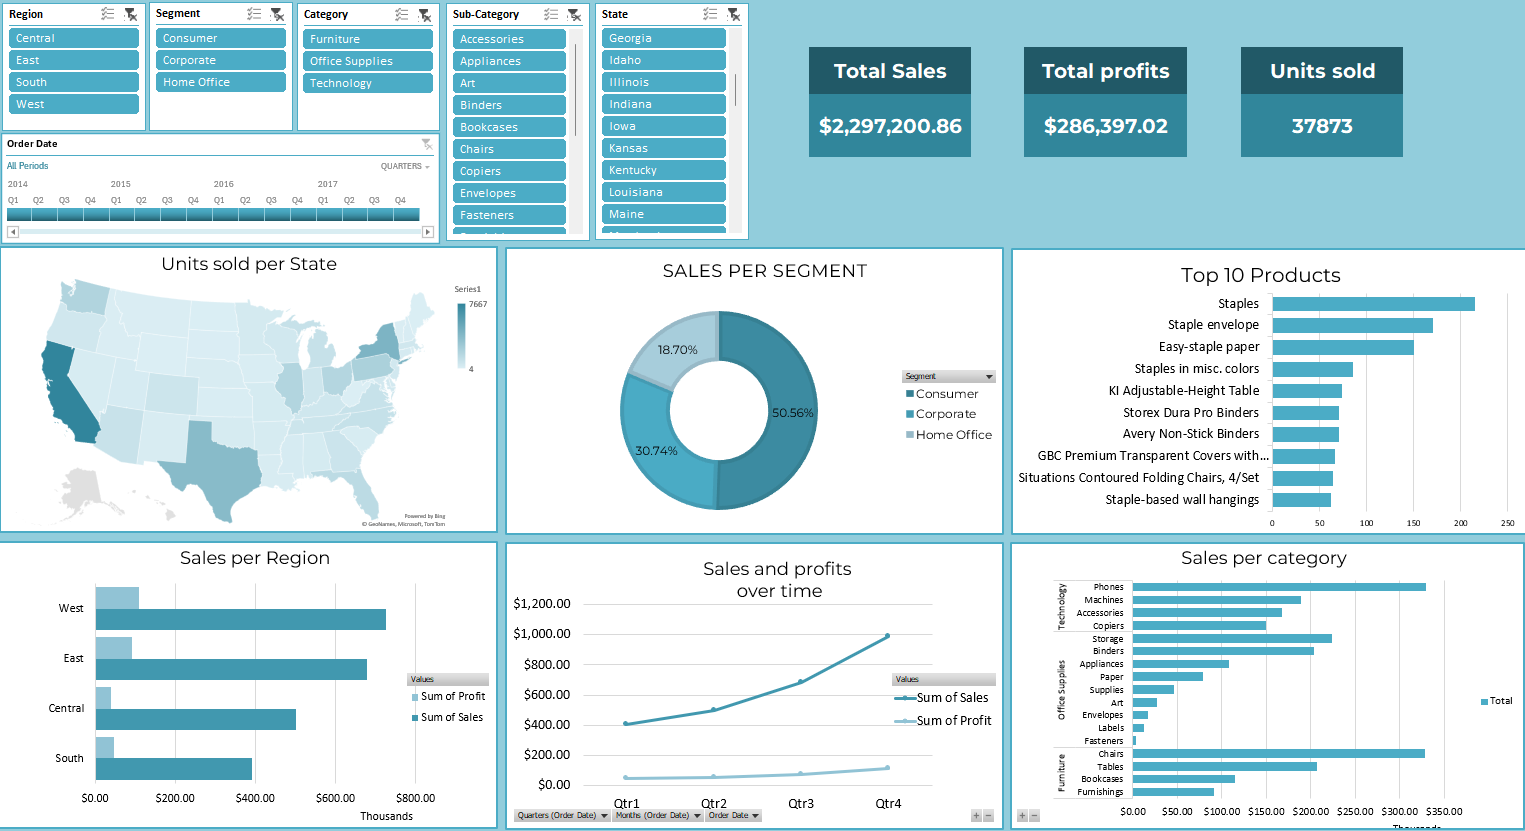 Region
Central
East
South
West
Segment
Consumer
Corporate
Home Office
Category
Furniture
Office Supplies
Technology
Sub-Category
Accessories
Appliances
Art
Binders
Bookcases
Chairs
Copiers
Envelopes
Fasteners
State
Georgia
Idaho
Illinois
Indiana
Iowa
Kansas
Kentucky
Louisiana
Maine
Order Date
All Periods
QUARTERS
2014 2015 2016 2017
Q1 Q2 Q3 Q4 Q1 Q2 Q3 Q4 Q1 Q2 Q3 Q4 Q1 Q2 Q3 Q4
Total Sales
$2,297,200.86
Total profits
$286,397.02
Units sold
37873
Units sold per State
Series1
7667
4
Powered by Bing
© GeoNames, Microsoft, TomTom
SALES PER SEGMENT
18.70%
50.56%
30.74%
Segment
Consumer
Corporate
Home Office
Top 10 Products
Staples
Staple envelope
Easy-staple paper
Staples in misc. colors
KI Adjustable-Height Table
Storex Dura Pro Binders
Avery Non-Stick Binders
GBC Premium Transparent Covers with...
Situations Contoured Folding Chairs, 4/Set
Staple-based wall hangings
0 50 100 150 200 250
Sales per Region
West
East
Central
South
Values
Sum of Profit
Sum of Sales
$0.00 $200.00 $400.00 $600.00 $800.00
Thousands
Sales and profits
over time
$1,200.00
$1,000.00
$800.00
$600.00
$400.00
$200.00
$0.00
Qtr1 Qtr2 Qtr3 Qtr4
Values
Sum of Sales
Sum of Profit
Quarters (Order Date) Months (Order Date) Order Date
Sales per category
Technology
Phones
Machines
Accessories
Copiers
Office Supplies
Storage
Binders
Appliances
Paper
Supplies
Art
Envelopes
Labels
Fasteners
Furniture
Chairs
Tables
Bookcases
Furnishings
Total
$0.00 $50.00 $100.00 $150.00 $200.00 $250.00 $300.00 $350.00
Thousands